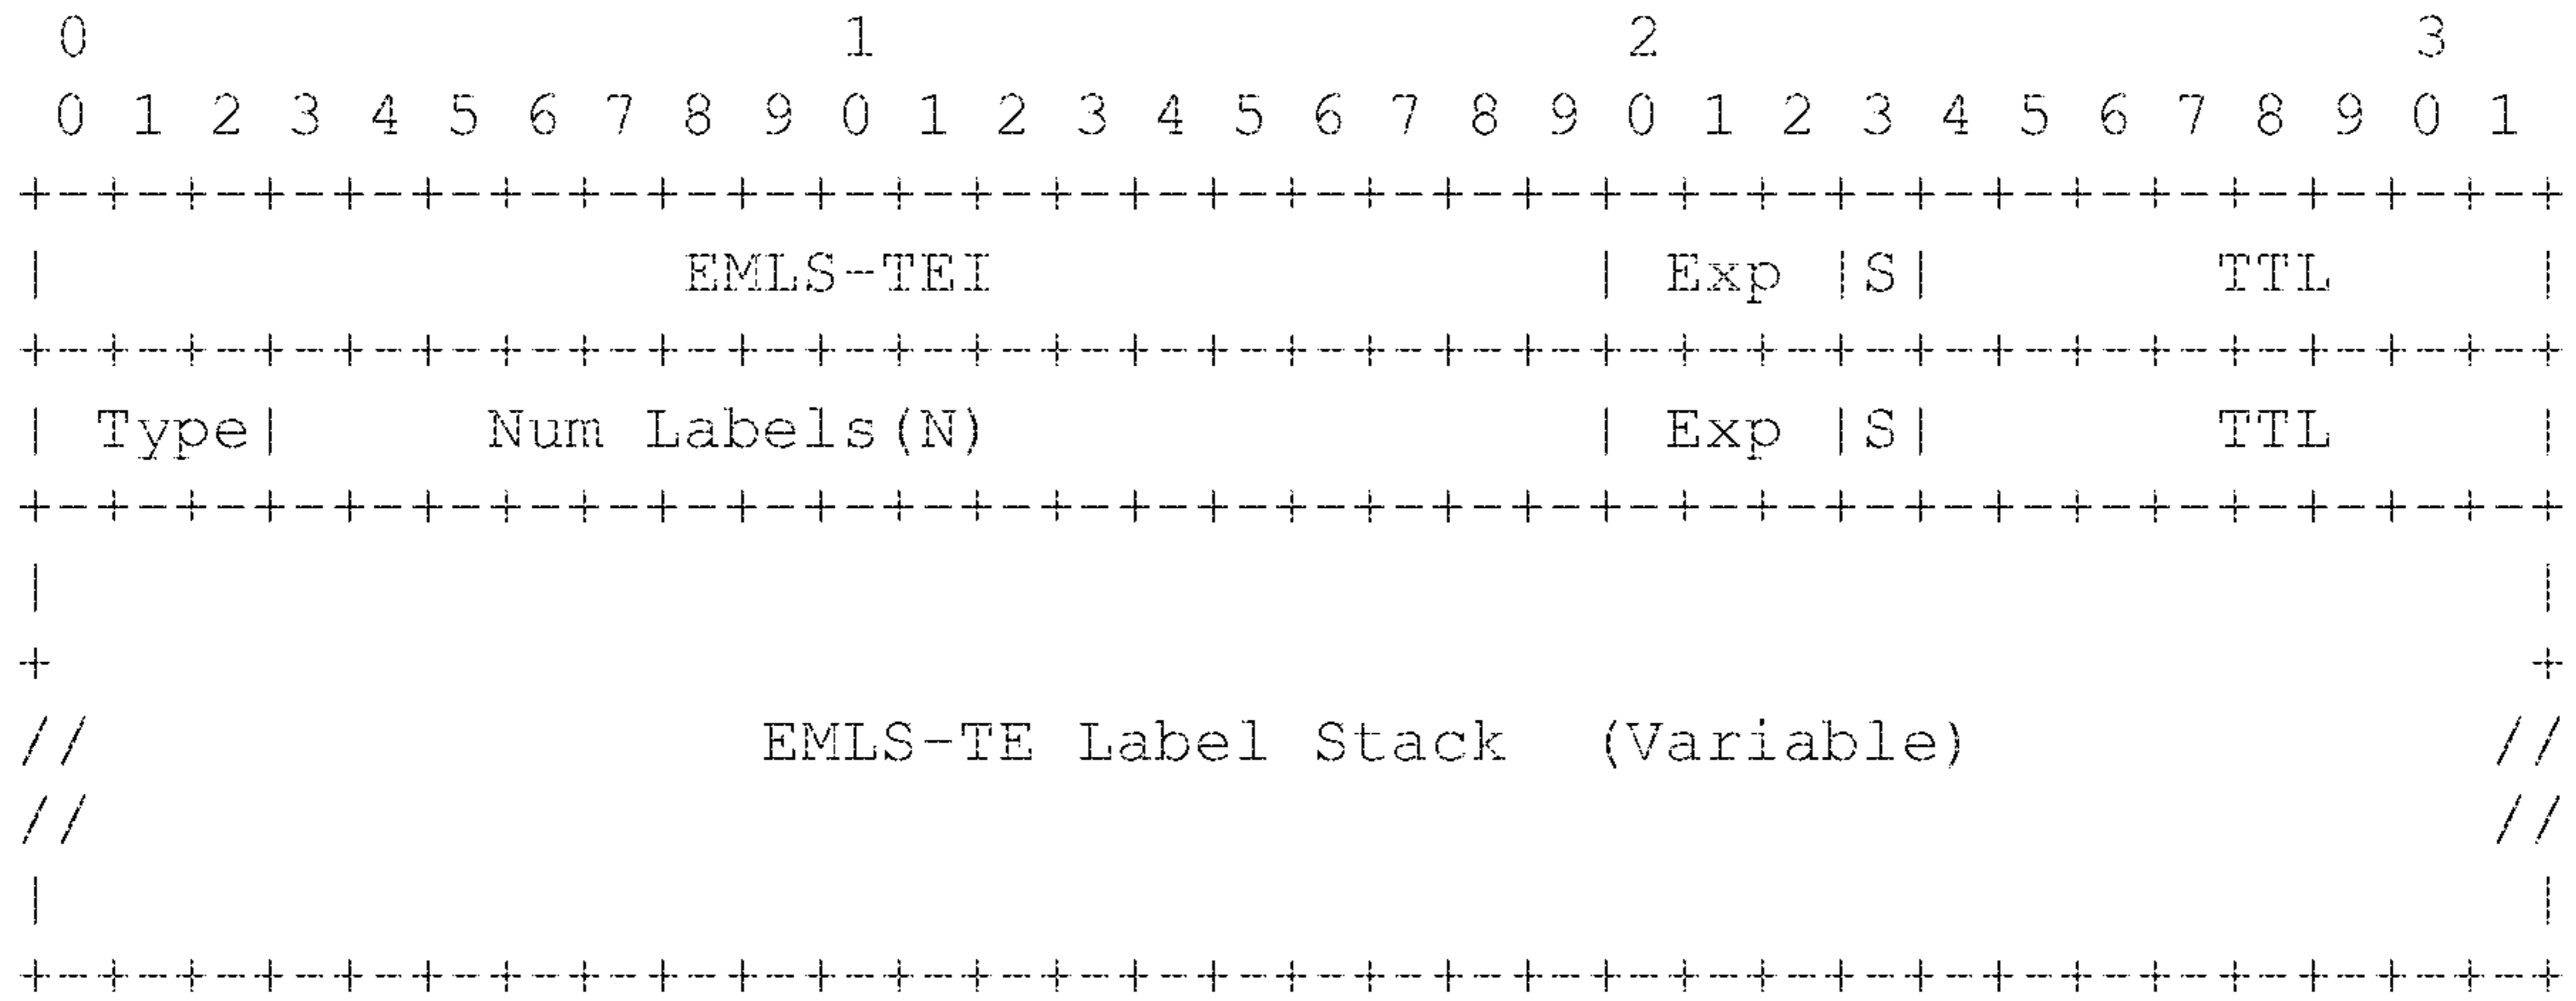 0                   1                   2                   3
 0 1 2 3 4 5 6 7 8 9 0 1 2 3 4 5 6 7 8 9 0 1 2 3 4 5 6 7 8 9 0 1
+-+-+-+-+-+-+-+-+-+-+-+-+-+-+-+-+-+-+-+-+-+-+-+-+-+-+-+-+-+-+-+-+
|                EMLS-TEI               | Exp |S|       TTL     |
+-+-+-+-+-+-+-+-+-+-+-+-+-+-+-+-+-+-+-+-+-+-+-+-+-+-+-+-+-+-+-+-+
| Type|     Num Labels(N)               | Exp |S|       TTL     |
+-+-+-+-+-+-+-+-+-+-+-+-+-+-+-+-+-+-+-+-+-+-+-+-+-+-+-+-+-+-+-+-+
|                                                               |
+                                                               +
//                 EMLS-TE Label Stack  (Variable)             //
//                                                             //
|                                                               |
+-+-+-+-+-+-+-+-+-+-+-+-+-+-+-+-+-+-+-+-+-+-+-+-+-+-+-+-+-+-+-+-+